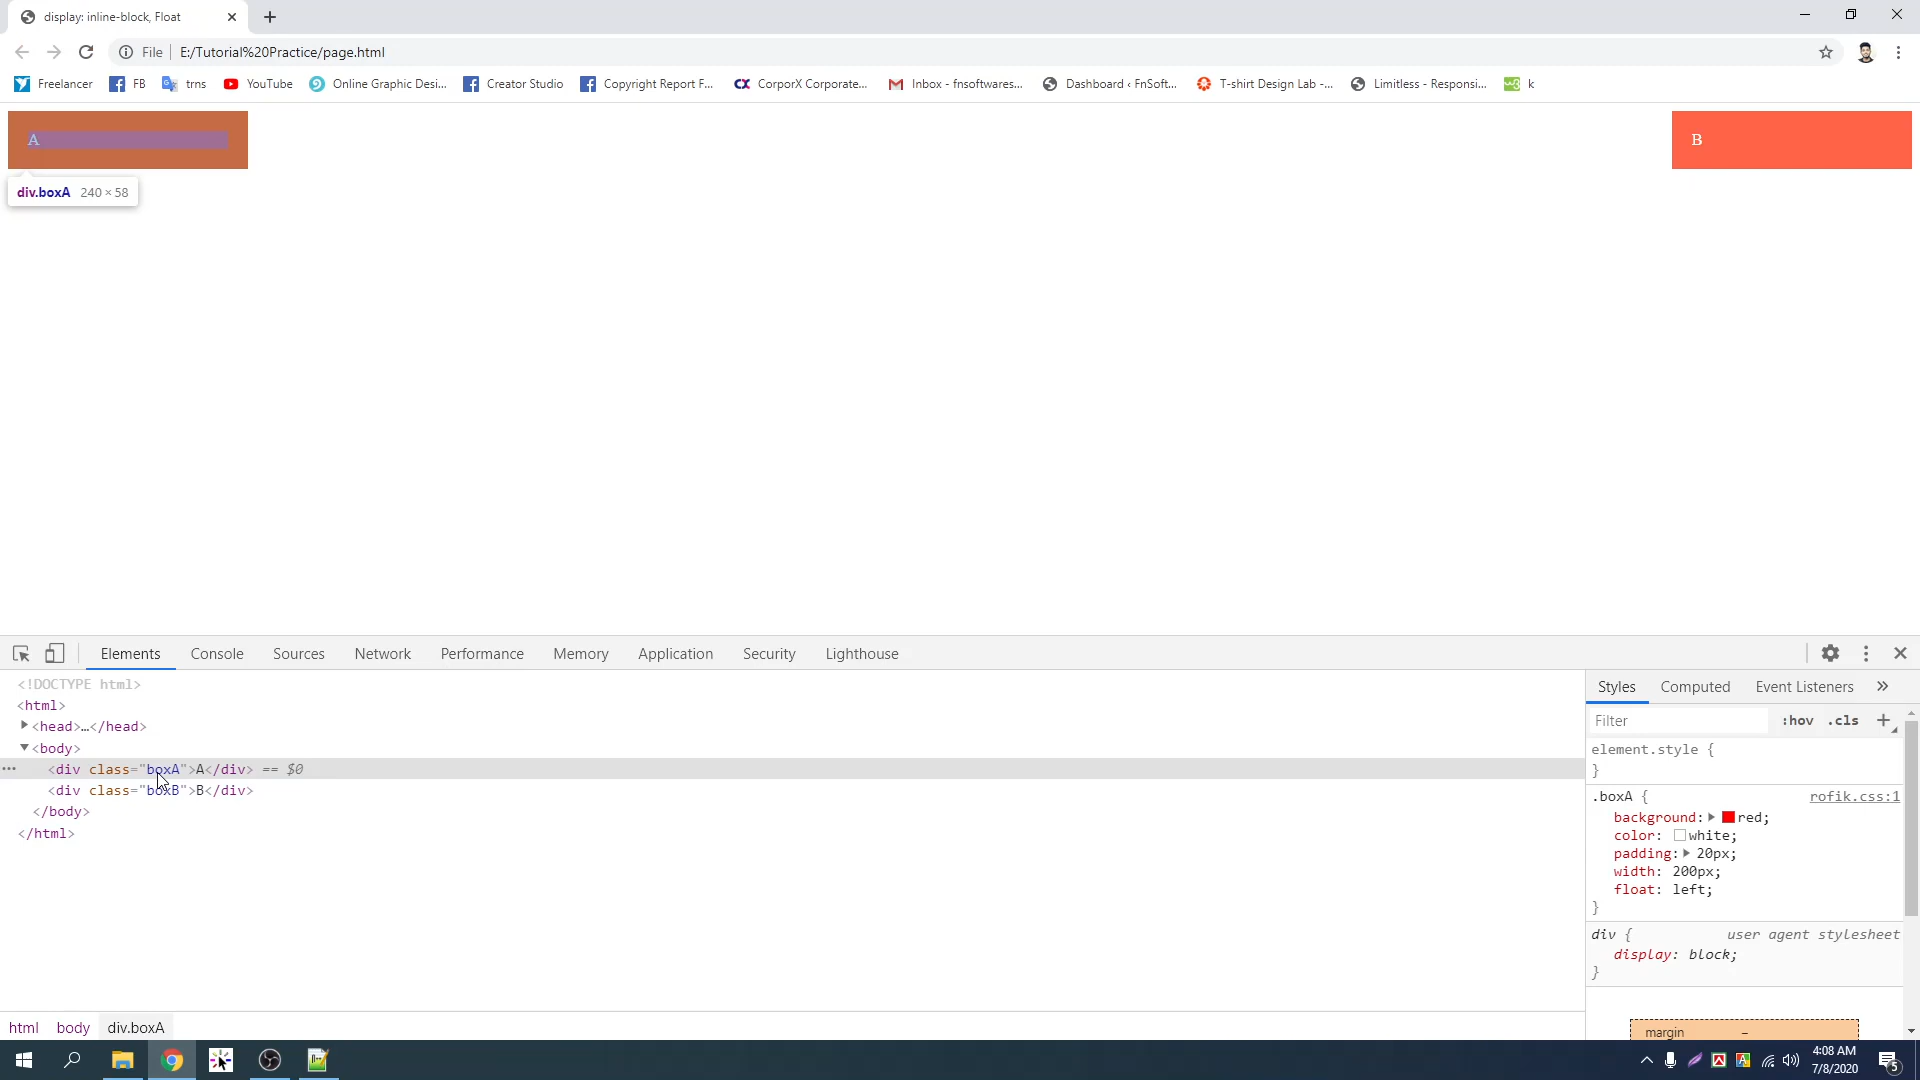 display: inline-block, Float
File E:/Tutorial%20Practice/page.html
Freelancer FB trns YouTube Online Graphic Desi... Creator Studio Copyright Report F... CorporX Corporate... Inbox - fnsoftwares... Dashboard ‹ FnSoft... T-shirt Design Lab -... Limitless - Responsi... k
A
B
div.boxA 240 × 58
Elements Console Sources Network Performance Memory Application Security Lighthouse
<!DOCTYPE html>
<html>
<head>…</head>
<body>
<div class="boxA">A</div> == $0
<div class="boxB">B</div>
</body>
</html>
html body div.boxA
Styles Computed Event Listeners »
Filter :hov .cls +
element.style {
}
.boxA { rofik.css:1
background: red;
color: white;
padding: 20px;
width: 200px;
float: left;
}
div { user agent stylesheet
display: block;
}
margin –
4:08 AM
7/8/2020
5